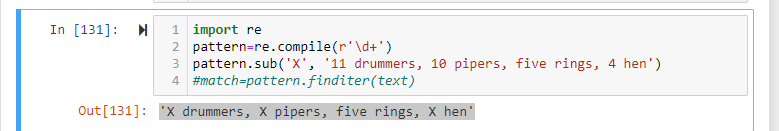 In [131]:
1 import re
2 pattern=re.compile(r'\d+')
3 pattern.sub('X', '11 drummers, 10 pipers, five rings, 4 hen')
4 #match=pattern.finditer(text)
Out[131]: 'X drummers, X pipers, five rings, X hen'